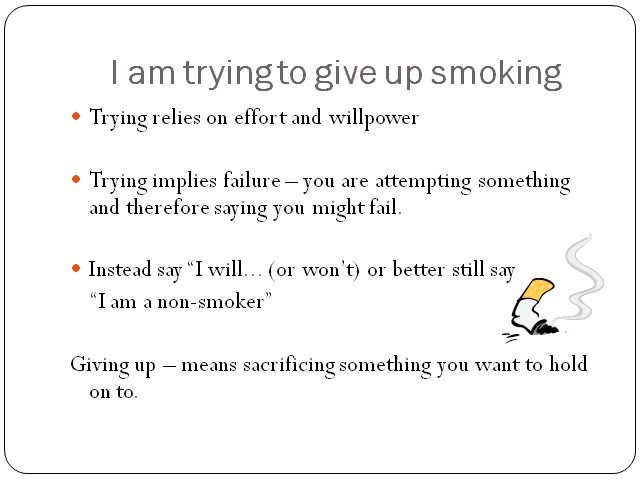 I am trying to give up smoking
• Trying relies on effort and willpower
• Trying implies failure – you are attempting something
and therefore saying you might fail.
• Instead say “I will... (or won’t) or better still say
“I am a non-smoker”
Giving up – means sacrificing something you want to hold
on to.